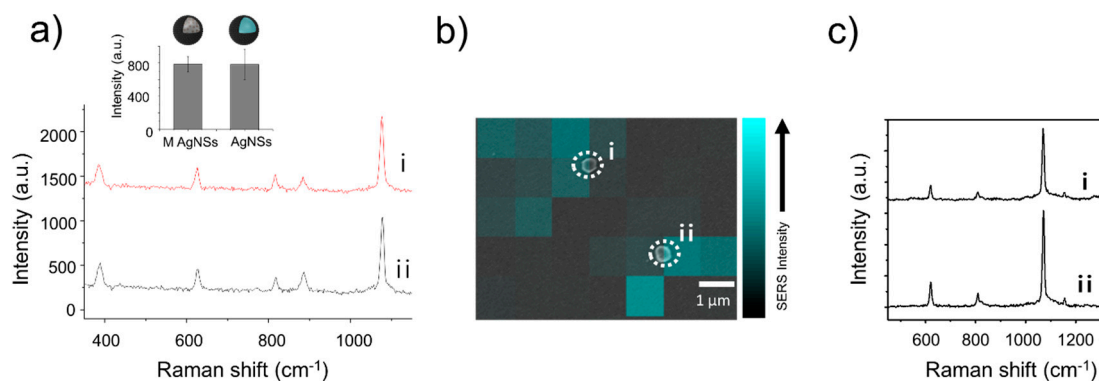 a)
Intensity (a.u.)
800
400
0
M AgNSs
AgNSs
Intensity (a.u.)
2000
1500
1000
500
0
i
ii
400
600
800
1000
Raman shift (cm⁻¹)
b)
i
ii
1 µm
SERS Intensity
c)
Intensity (a.u.)
i
ii
600
800
1000
1200
Raman shift (cm⁻¹)